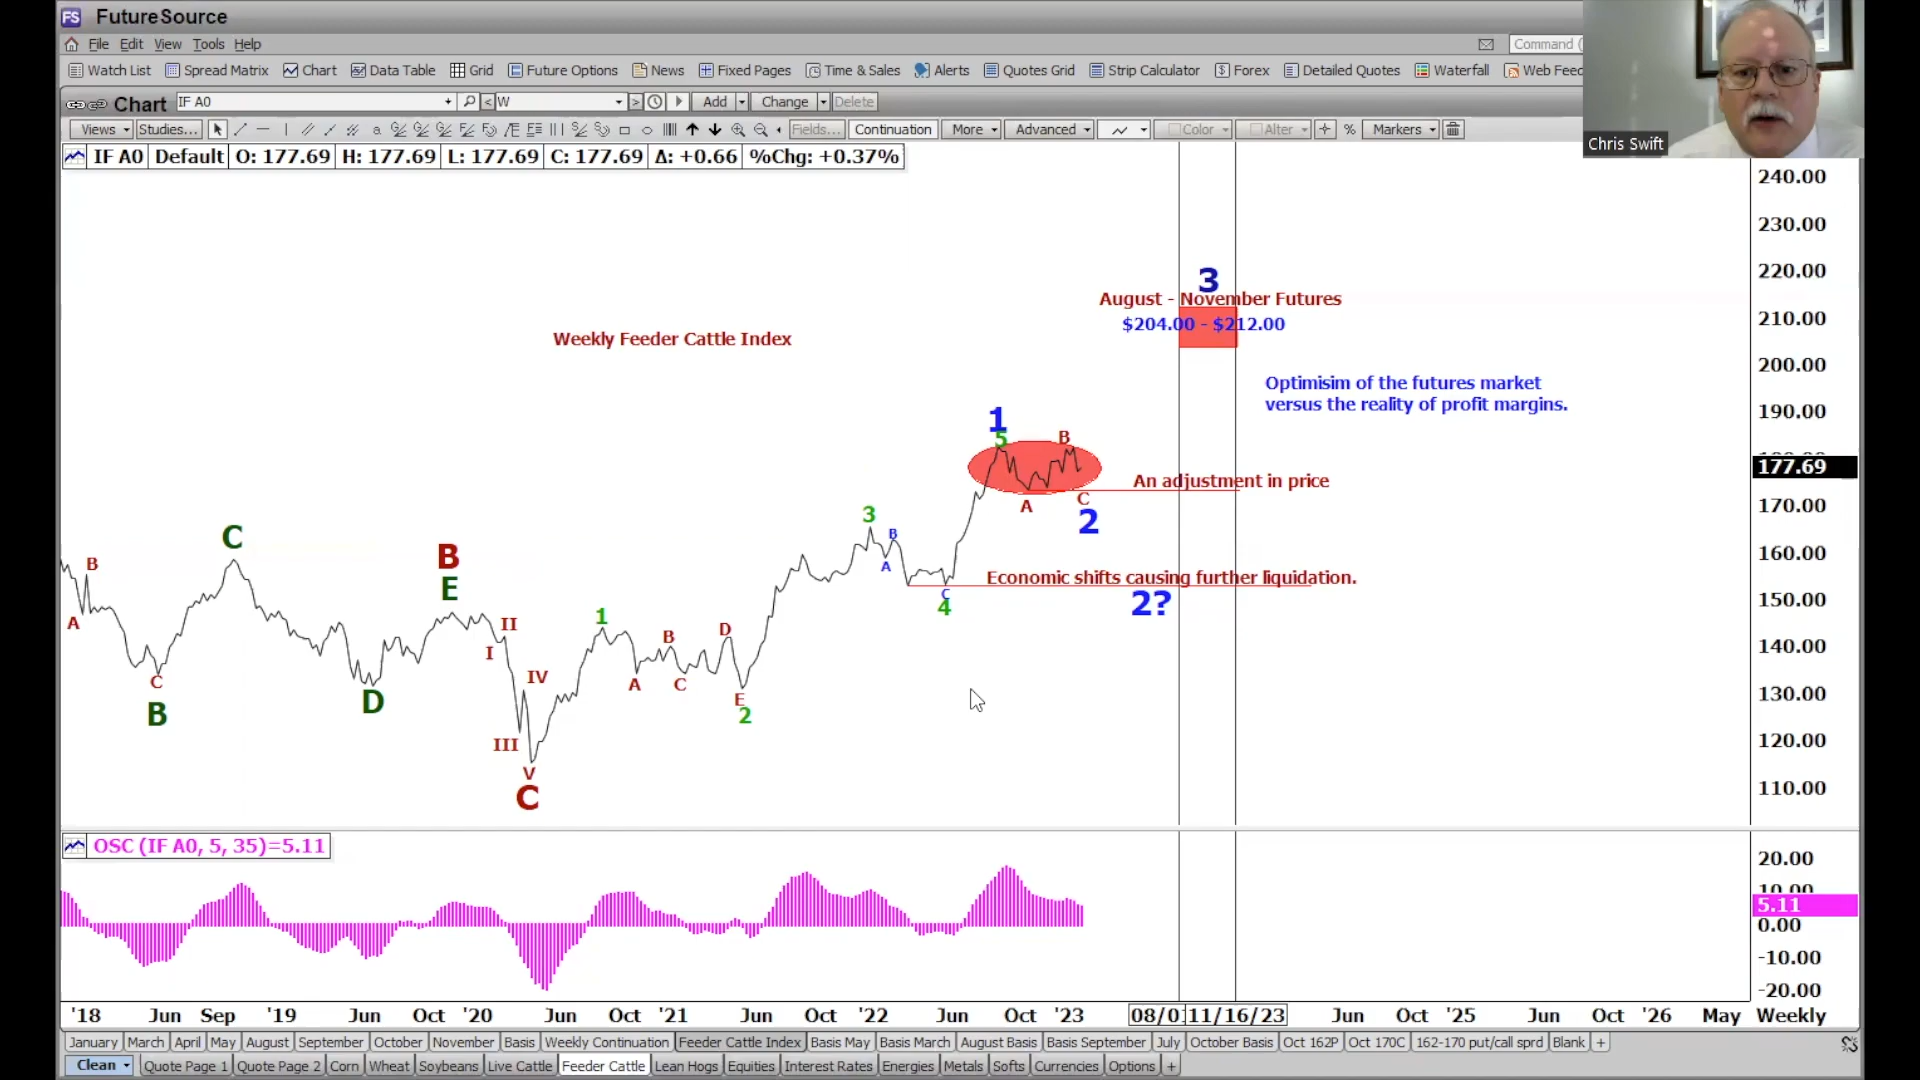 FS FutureSource
File Edit View Tools Help
Watch List Spread Matrix Chart Data Table Grid Future Options News Fixed Pages Time & Sales Alerts Quotes Grid Strip Calculator Forex Detailed Quotes Waterfall Web Feed
Command (
Chart IF A0 W Add Change Delete
Views Studies... Fields... Continuation More Advanced Color Alter % Markers
Chris Swift
IF A0 Default O: 177.69 H: 177.69 L: 177.69 C: 177.69 Δ: +0.66 %Chg: +0.37%
240.00
230.00
220.00
210.00
200.00
190.00
177.69
170.00
160.00
150.00
140.00
130.00
120.00
110.00
3
August - November Futures
$204.00 - $212.00
Weekly Feeder Cattle Index
Optimisim of the futures market
versus the reality of profit margins.
1
5
B
An adjustment in price
A
C
2
3
B
A
C
4
Economic shifts causing further liquidation.
2?
B
A
C
B
C
D
B
E
II
I
IV
III
V
C
1
A
B
C
D
E
2
OSC (IF A0, 5, 35)=5.11
20.00
10.00
5.11
0.00
-10.00
-20.00
'18 Jun Sep '19 Jun Oct '20 Jun Oct '21 Jun Oct '22 Jun Oct '23 08/0 11/16/23 Jun Oct '25 Jun Oct '26 May Weekly
January March April May August September October November Basis Weekly Continuation Feeder Cattle Index Basis May Basis March August Basis Basis September July October Basis Oct 162P Oct 170C 162-170 put/call sprd Blank +
Clean Quote Page 1 Quote Page 2 Corn Wheat Soybeans Live Cattle Feeder Cattle Lean Hogs Equities Interest Rates Energies Metals Softs Currencies Options +